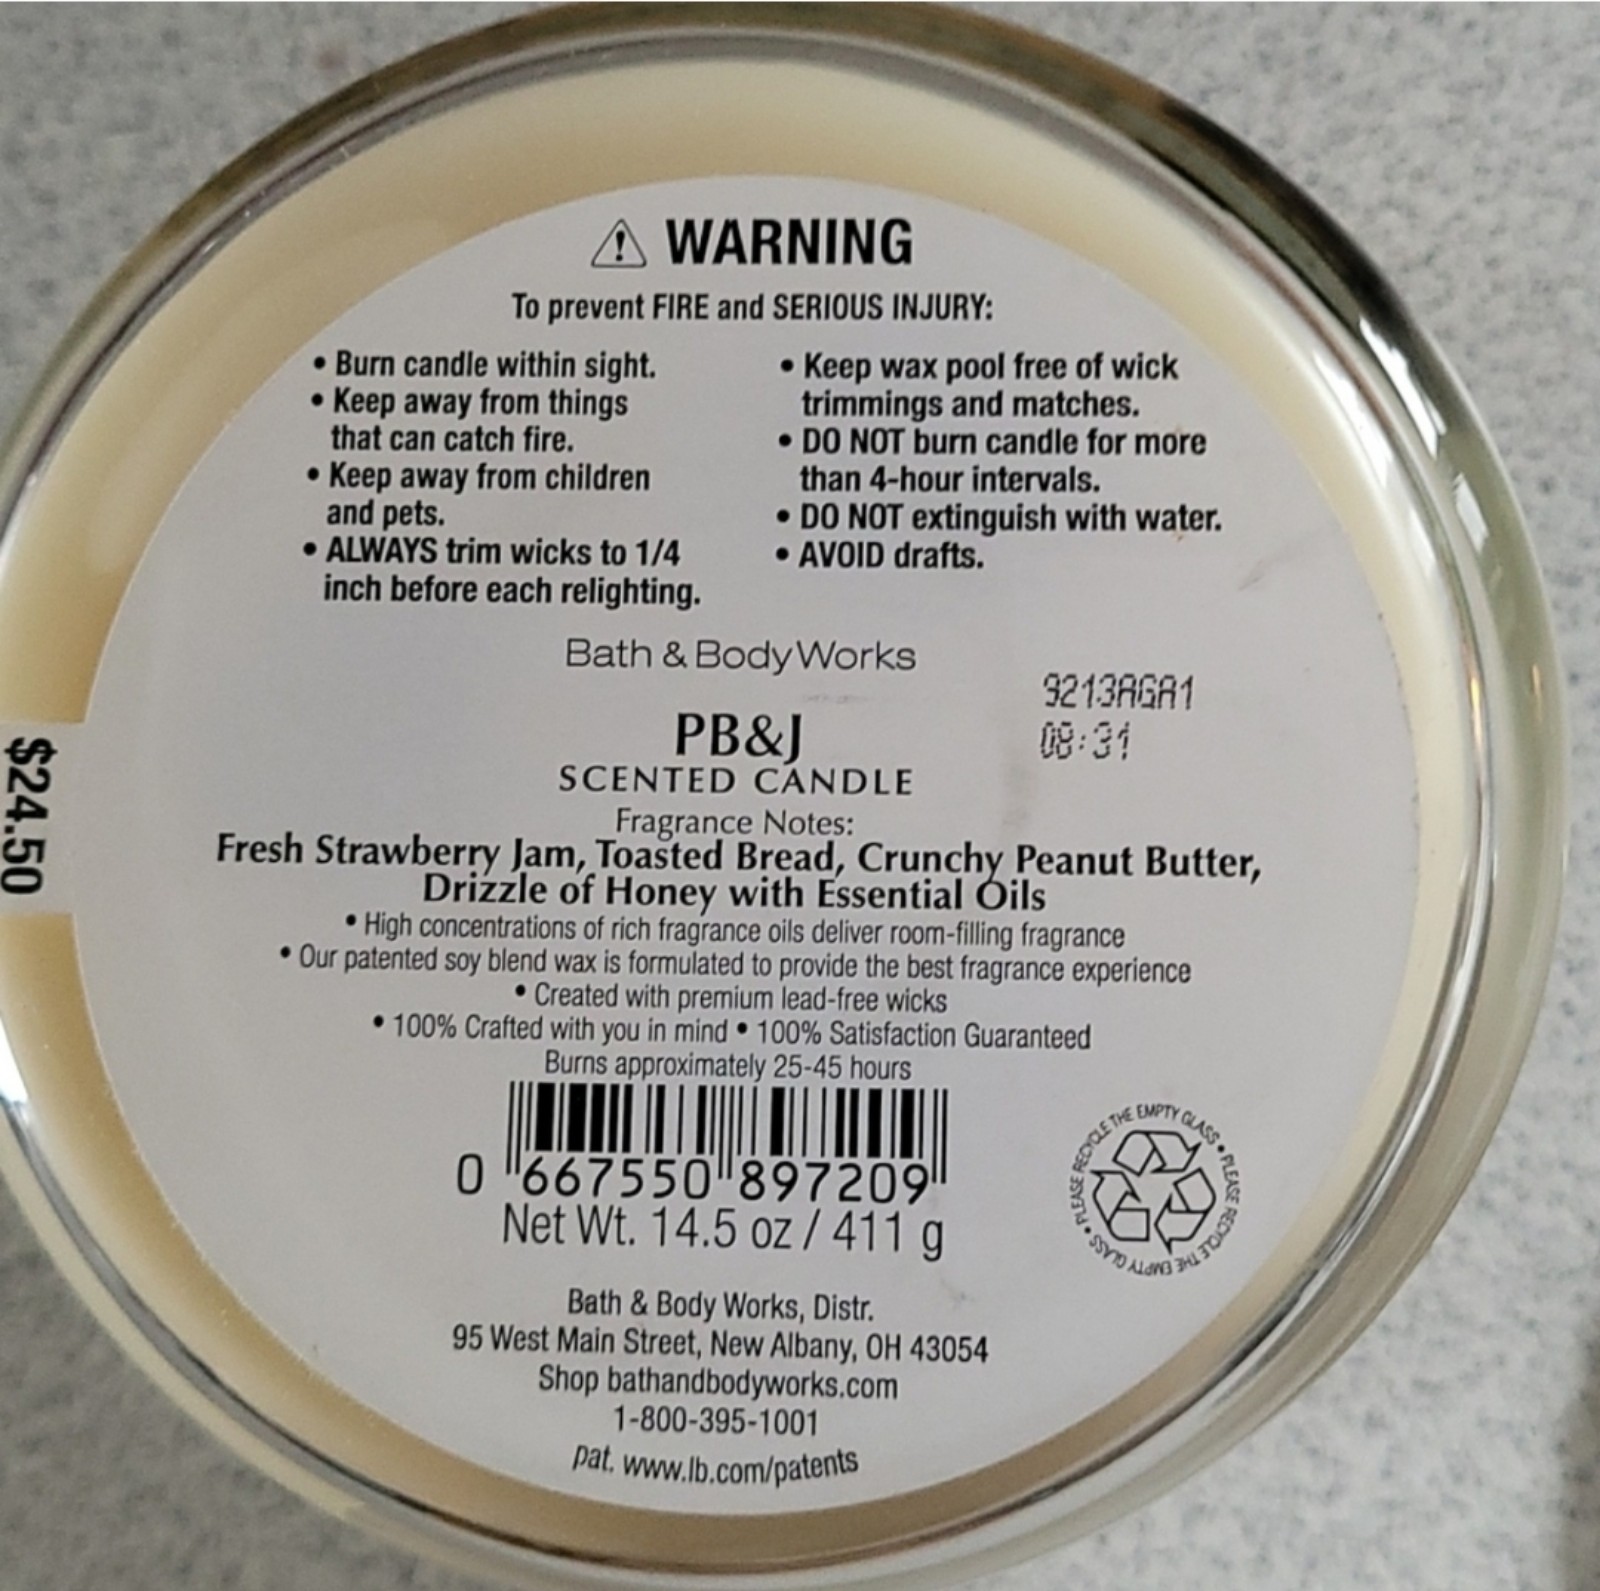 WARNING
To prevent FIRE and SERIOUS INJURY:
• Burn candle within sight.
• Keep away from things
that can catch fire.
• Keep away from children
and pets.
• ALWAYS trim wicks to 1/4
inch before each relighting.
• Keep wax pool free of wick
trimmings and matches.
• DO NOT burn candle for more
than 4-hour intervals.
• DO NOT extinguish with water.
• AVOID drafts.
Bath & Body Works
9213AGA1
08:31
PB&J
SCENTED CANDLE
Fragrance Notes:
Fresh Strawberry Jam, Toasted Bread, Crunchy Peanut Butter,
Drizzle of Honey with Essential Oils
• High concentrations of rich fragrance oils deliver room-filling fragrance
• Our patented soy blend wax is formulated to provide the best fragrance experience
• Created with premium lead-free wicks
• 100% Crafted with you in mind • 100% Satisfaction Guaranteed
Burns approximately 25-45 hours
0 667550 897209
Net Wt. 14.5 oz / 411 g
PLEASE RECYCLE THE EMPTY GLASS • PLEASE RECYCLE THE EMPTY GLASS •
Bath & Body Works, Distr.
95 West Main Street, New Albany, OH 43054
Shop bathandbodyworks.com
1-800-395-1001
pat. www.lb.com/patents
$24.50